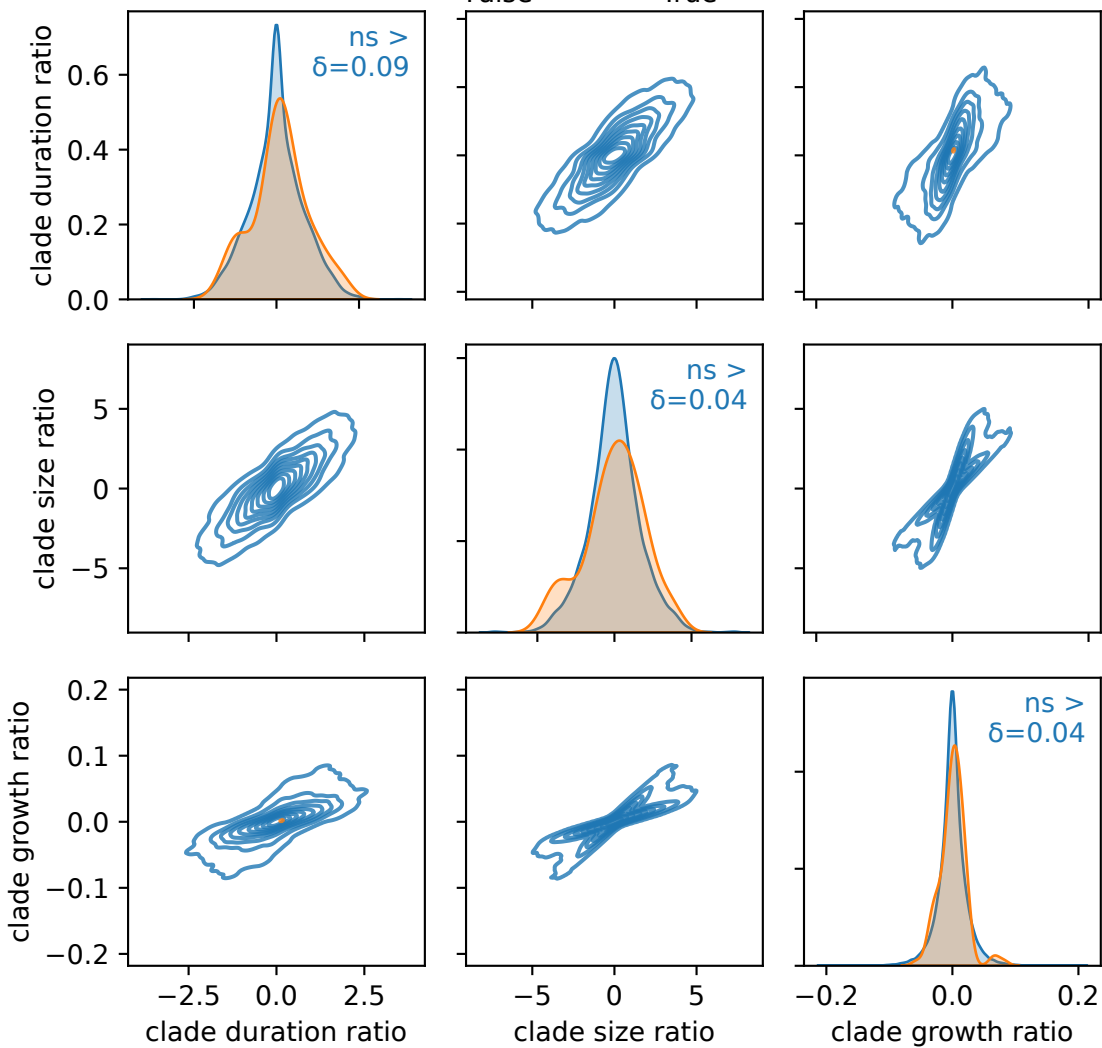 ns >
δ=0.09
clade duration ratio
0.6
0.4
0.2
0.0
ns >
δ=0.04
clade size ratio
5
0
−5
ns >
δ=0.04
clade growth ratio
0.2
0.1
0.0
−0.1
−0.2
−2.5 0.0 2.5
−5 0 5
−0.2 0.0 0.2
clade duration ratio
clade size ratio
clade growth ratio